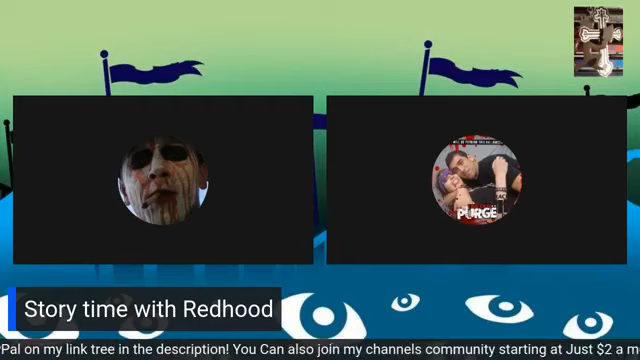 PURGE
Story time with Redhood
Pal on my link tree in the description! You Can also join my channels community starting at Just $2 a m